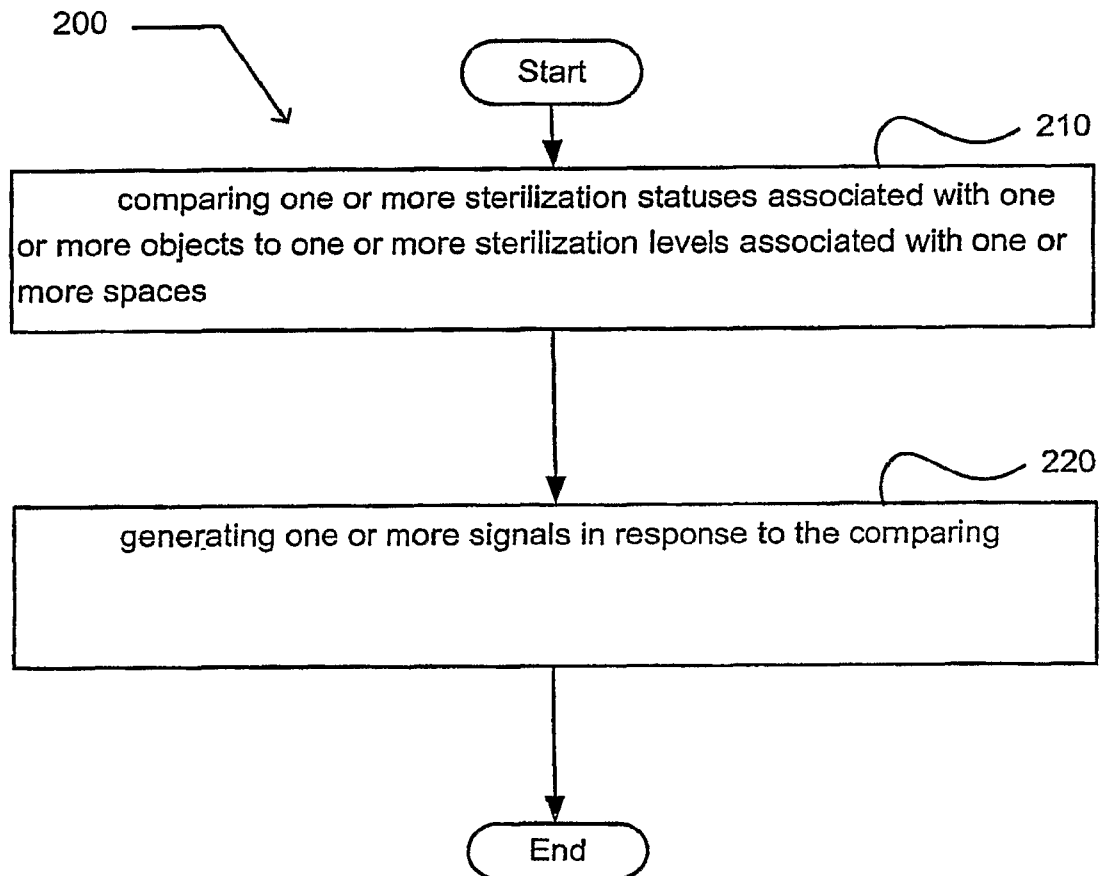 200
Start
210
comparing one or more sterilization statuses associated with one
or more objects to one or more sterilization levels associated with one or
more spaces
220
generating one or more signals in response to the comparing
End